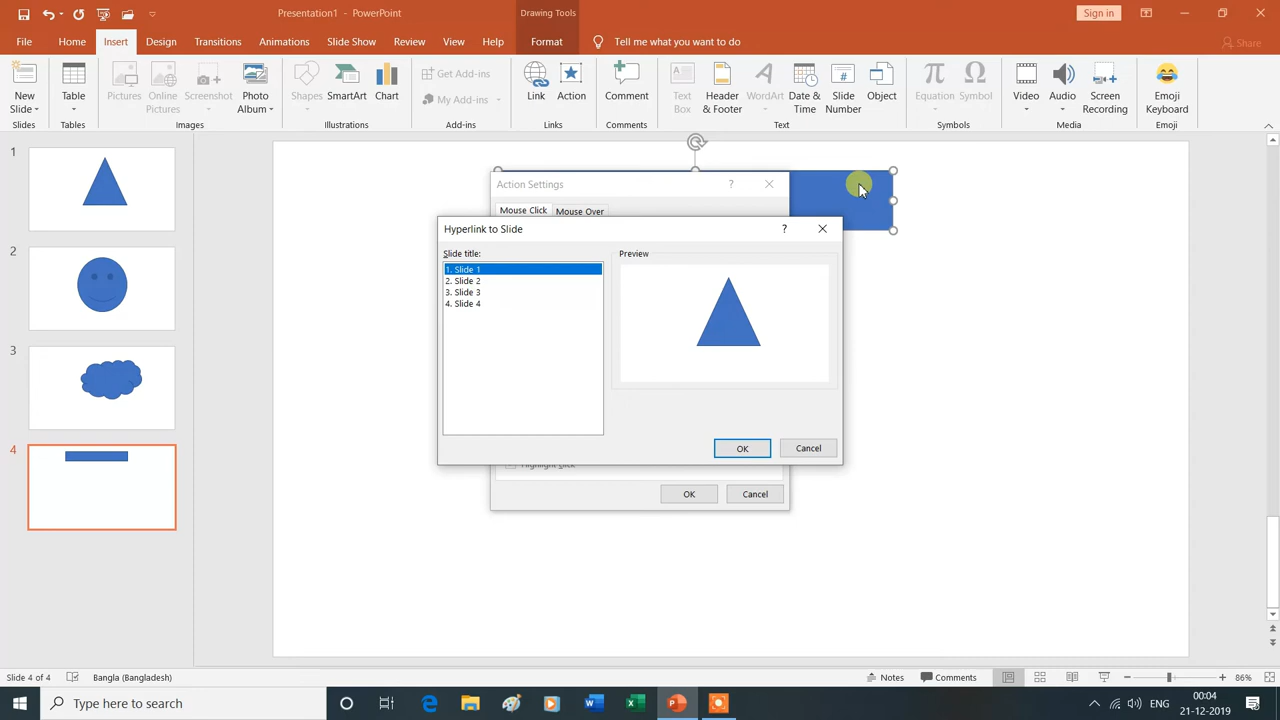 Presentation1 - PowerPoint
Drawing Tools
Sign in
File
Home
Insert
Design
Transitions
Animations
Slide Show
Review
View
Help
Format
Tell me what you want to do
Share
New Slide
Table
Pictures
Online Pictures
Screenshot
Photo Album
Shapes
SmartArt
Chart
Get Add-ins
My Add-ins
Link
Action
Comment
Text Box
Header & Footer
WordArt
Date & Time
Slide Number
Object
Equation
Symbol
Video
Audio
Screen Recording
Emoji Keyboard
Slides
Tables
Images
Illustrations
Add-ins
Links
Comments
Text
Symbols
Media
Emoji
1
2
3
4
Action Settings
?
Mouse Click
Mouse Over
Hyperlink to Slide
?
Slide title:
1. Slide 1
2. Slide 2
3. Slide 3
4. Slide 4
Preview
OK
Cancel
Highlight click
OK
Cancel
Slide 4 of 4
Bangla (Bangladesh)
Notes
Comments
86%
Type here to search
ENG
00:04
21-12-2019